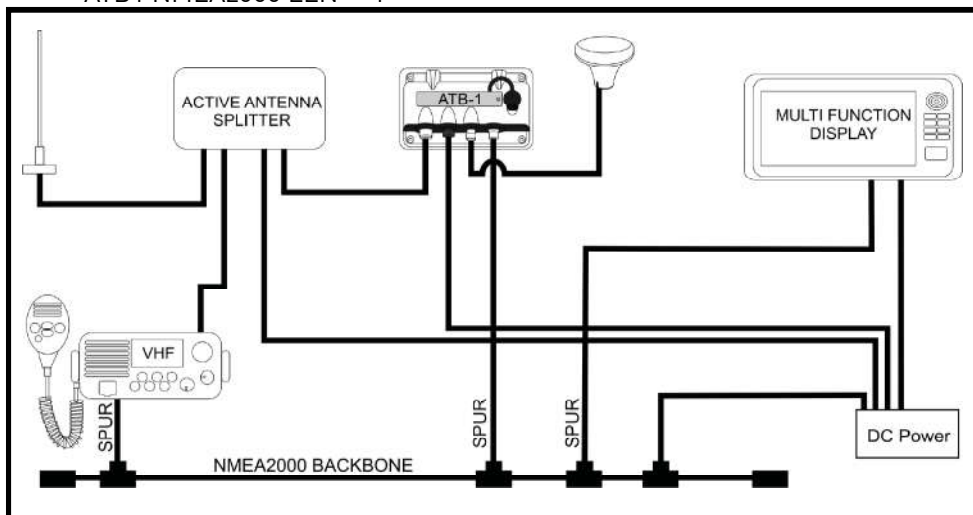 ACTIVE ANTENNA
SPLITTER
ATB-1
MULTI FUNCTION
DISPLAY
VHF
SPUR
SPUR
SPUR
DC Power
NMEA2000 BACKBONE